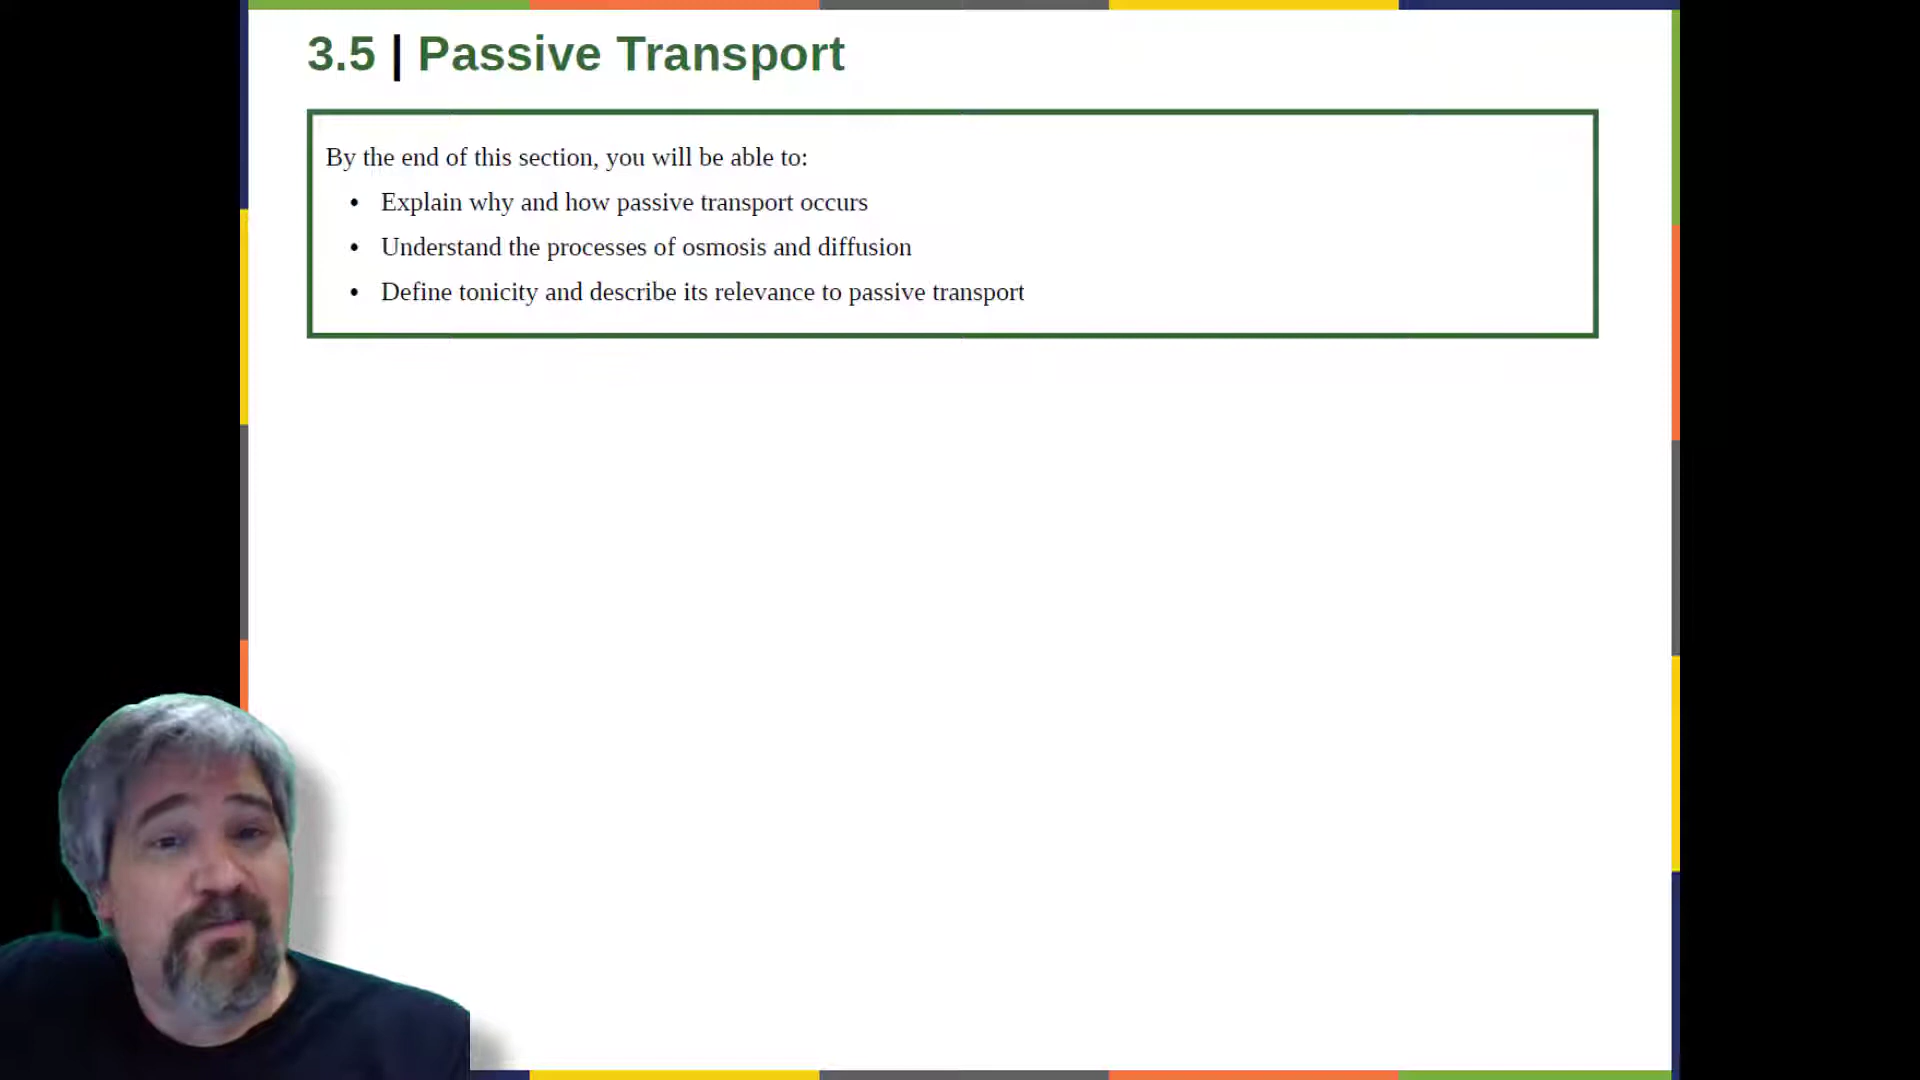 3.5 | Passive Transport
By the end of this section, you will be able to:
• Explain why and how passive transport occurs
• Understand the processes of osmosis and diffusion
• Define tonicity and describe its relevance to passive transport